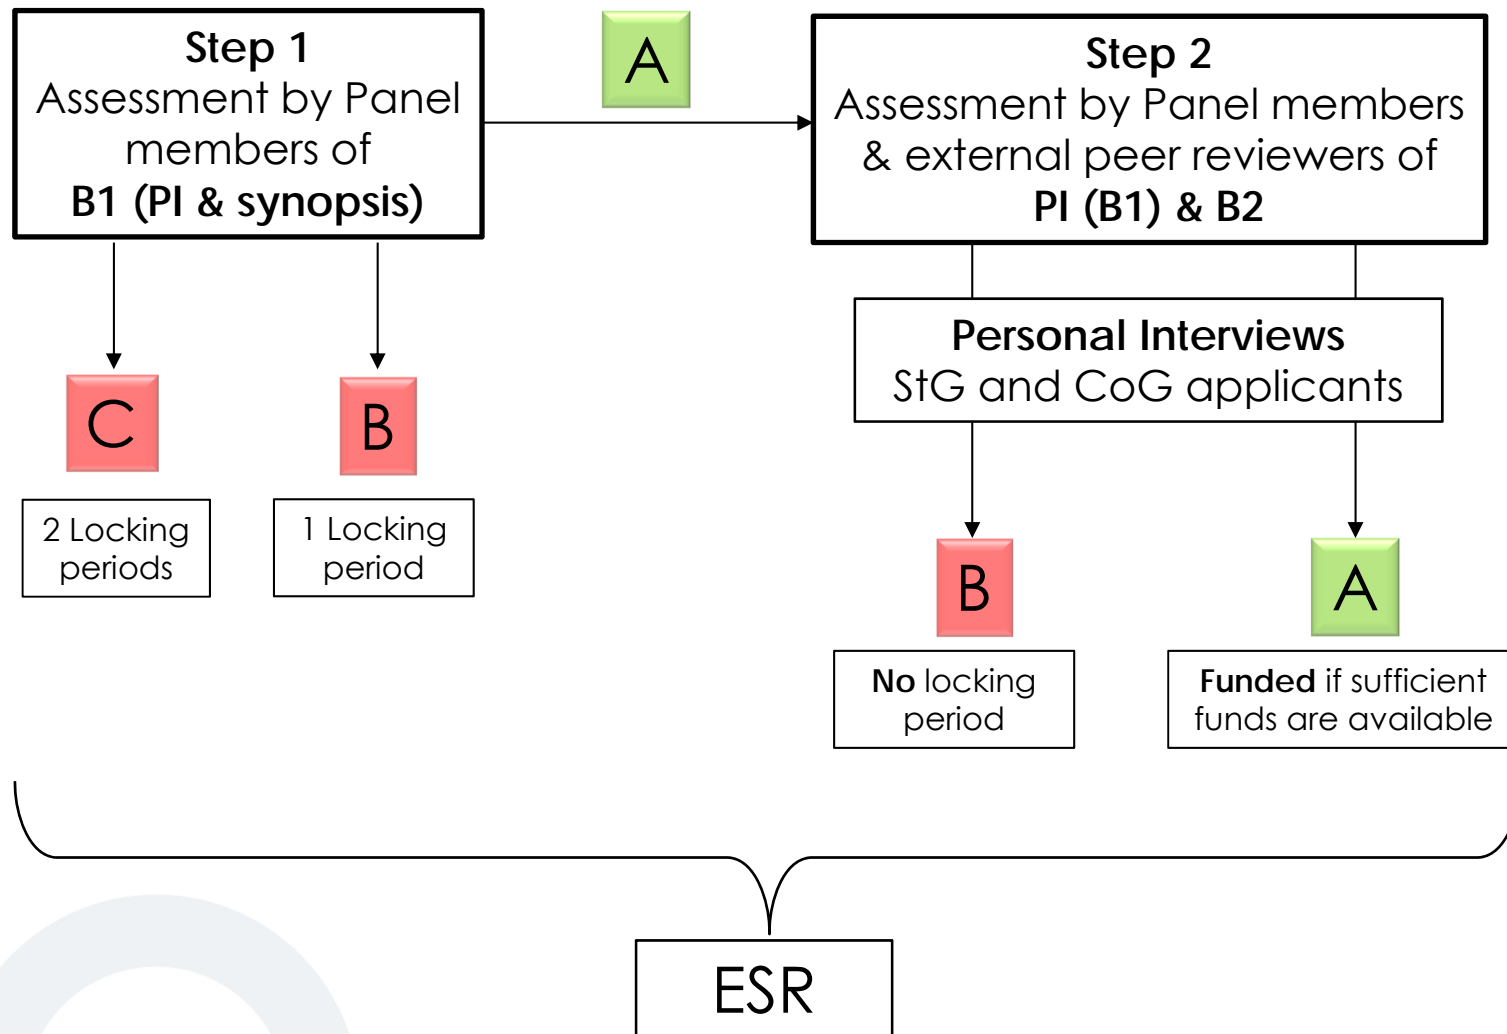 Step 1
Assessment by Panel
members of
B1 (PI & synopsis)
A
Step 2
Assessment by Panel members
& external peer reviewers of
PI (B1) & B2
Personal Interviews
StG and CoG applicants
C
B
2 Locking
periods
1 Locking
period
B
A
No locking
period
Funded if sufficient
funds are available
ESR